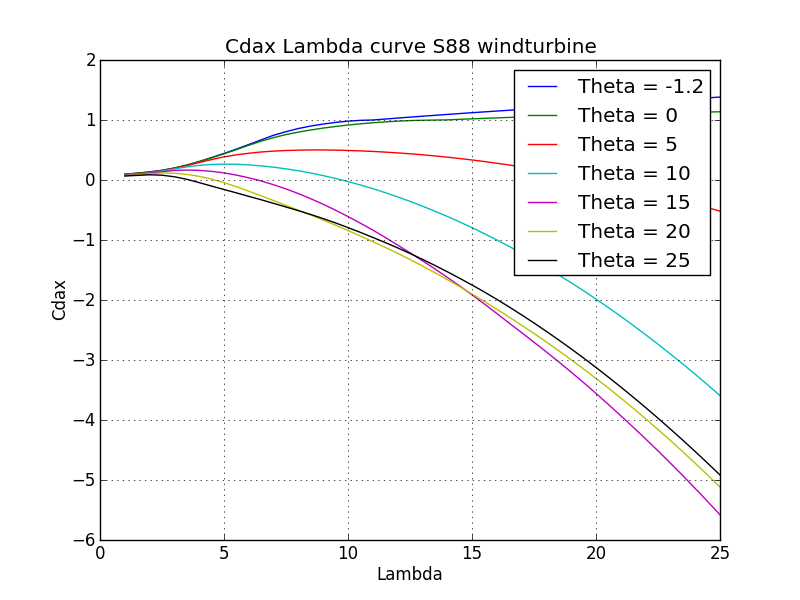 Cdax Lambda curve S88 windturbine
Theta = -1.2
Theta = 0
Theta = 5
Theta = 10
Theta = 15
Theta = 20
Theta = 25
2
1
0
−1
−2
−3
−4
−5
−6
Cdax
0 5 10 15 20 25
Lambda